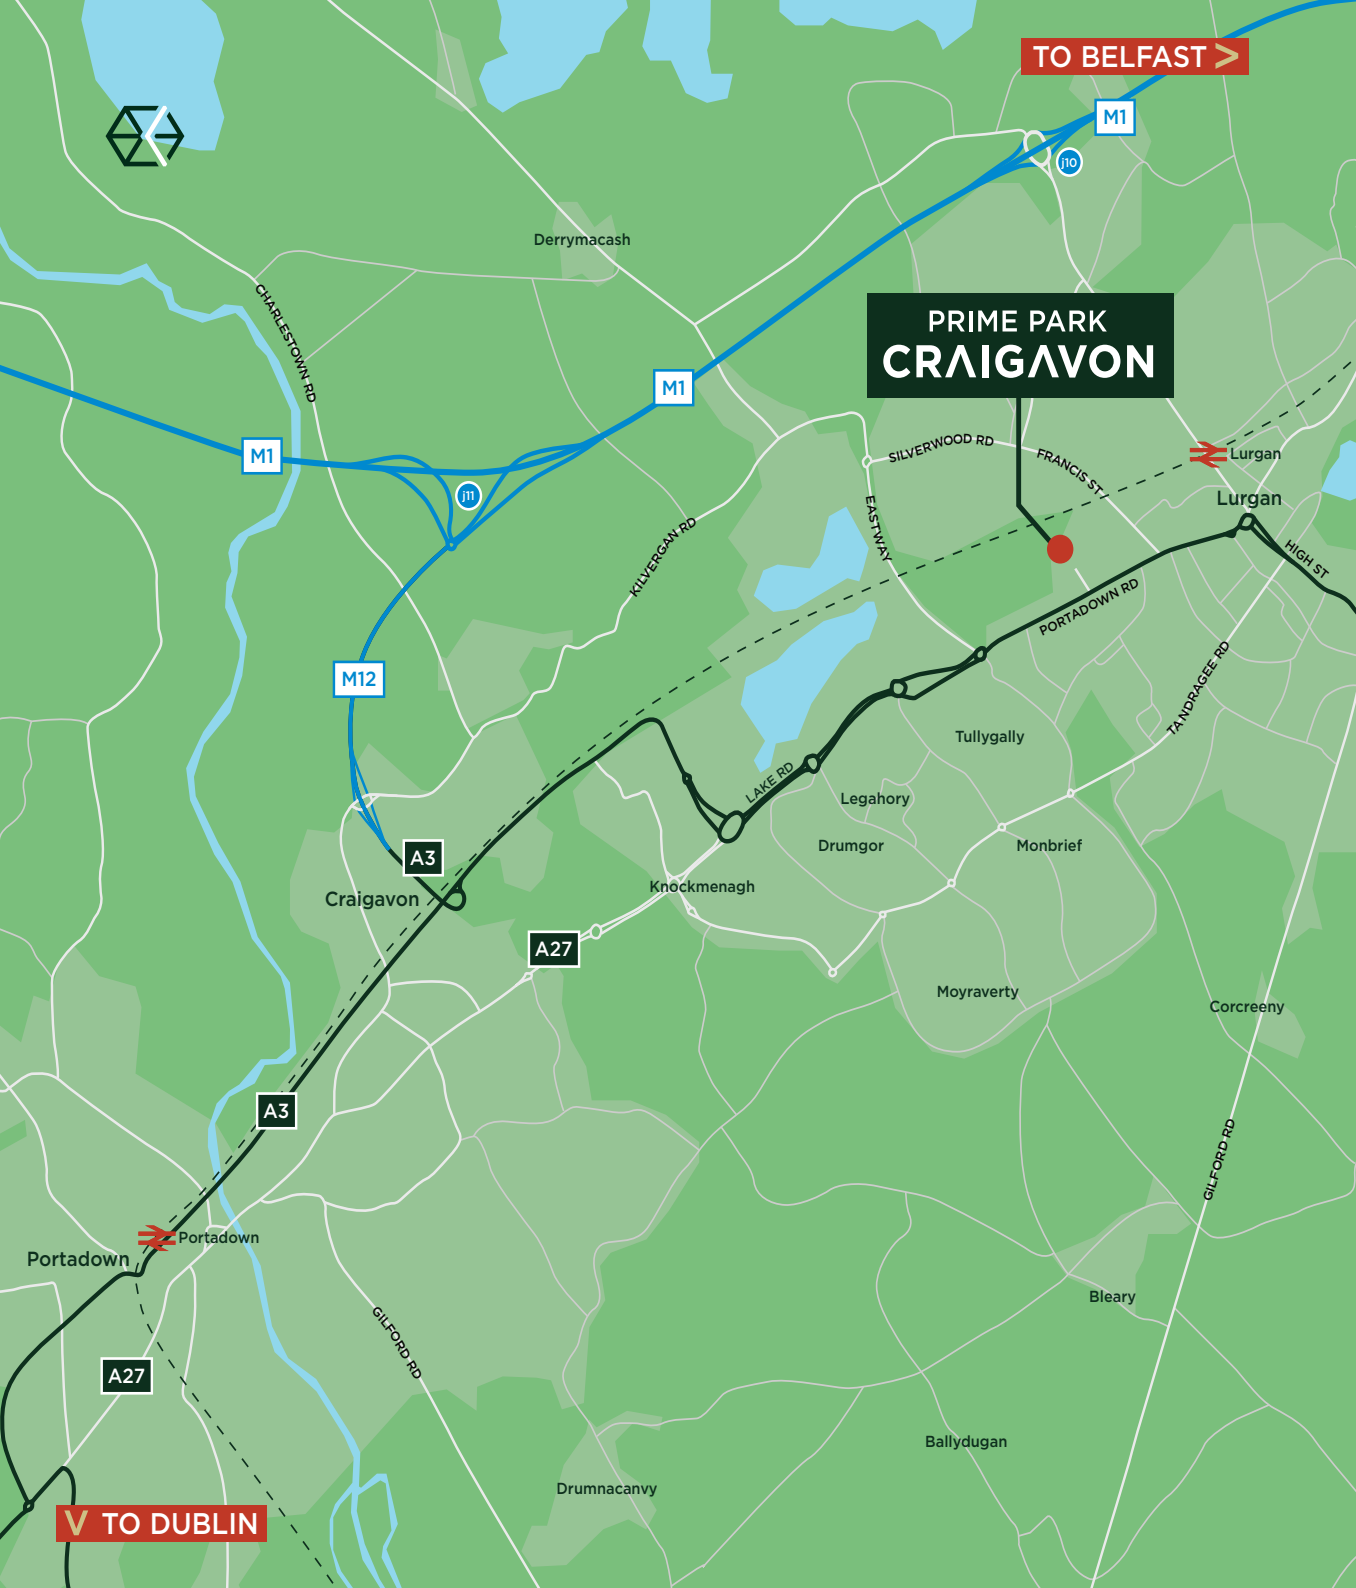 TO BELFAST >
M1
j10
Derrymacash
CHARLESTOWN RD
PRIME PARK
CRAIGAVON
M1
M1
SILVERWOOD RD
FRANCIS ST
Lurgan
j11
Lurgan
EASTWAY
KILVERGAN RD
HIGH ST
PORTADOWN RD
M12
TANDRAGEE RD
Tullygally
LAKE RD
Legahory
A3
Drumgor
Monbrief
Knockmenagh
Craigavon
A27
Moyraverty
Corcreeny
A3
GILFORD RD
Portadown
Portadown
Bleary
GILFORD RD
A27
Ballydugan
Drumnacanvy
V TO DUBLIN